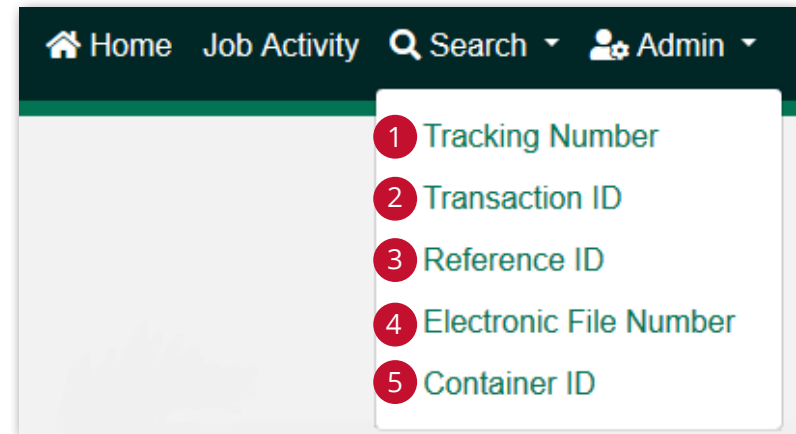 Home Job Activity Search Admin
1 Tracking Number
2 Transaction ID
3 Reference ID
4 Electronic File Number
5 Container ID